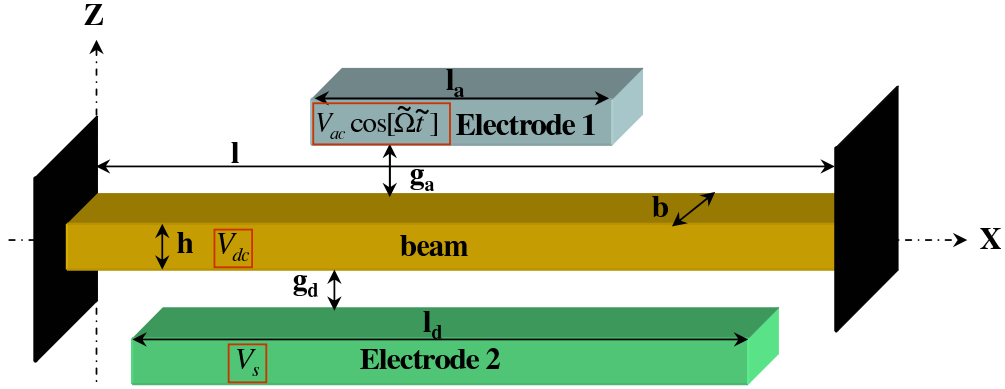 Z
l_a
V_ac cos[Ω̃t̃] Electrode 1
l
g_a
b
h
V_dc
beam
X
g_d
l_d
Electrode 2
V_s